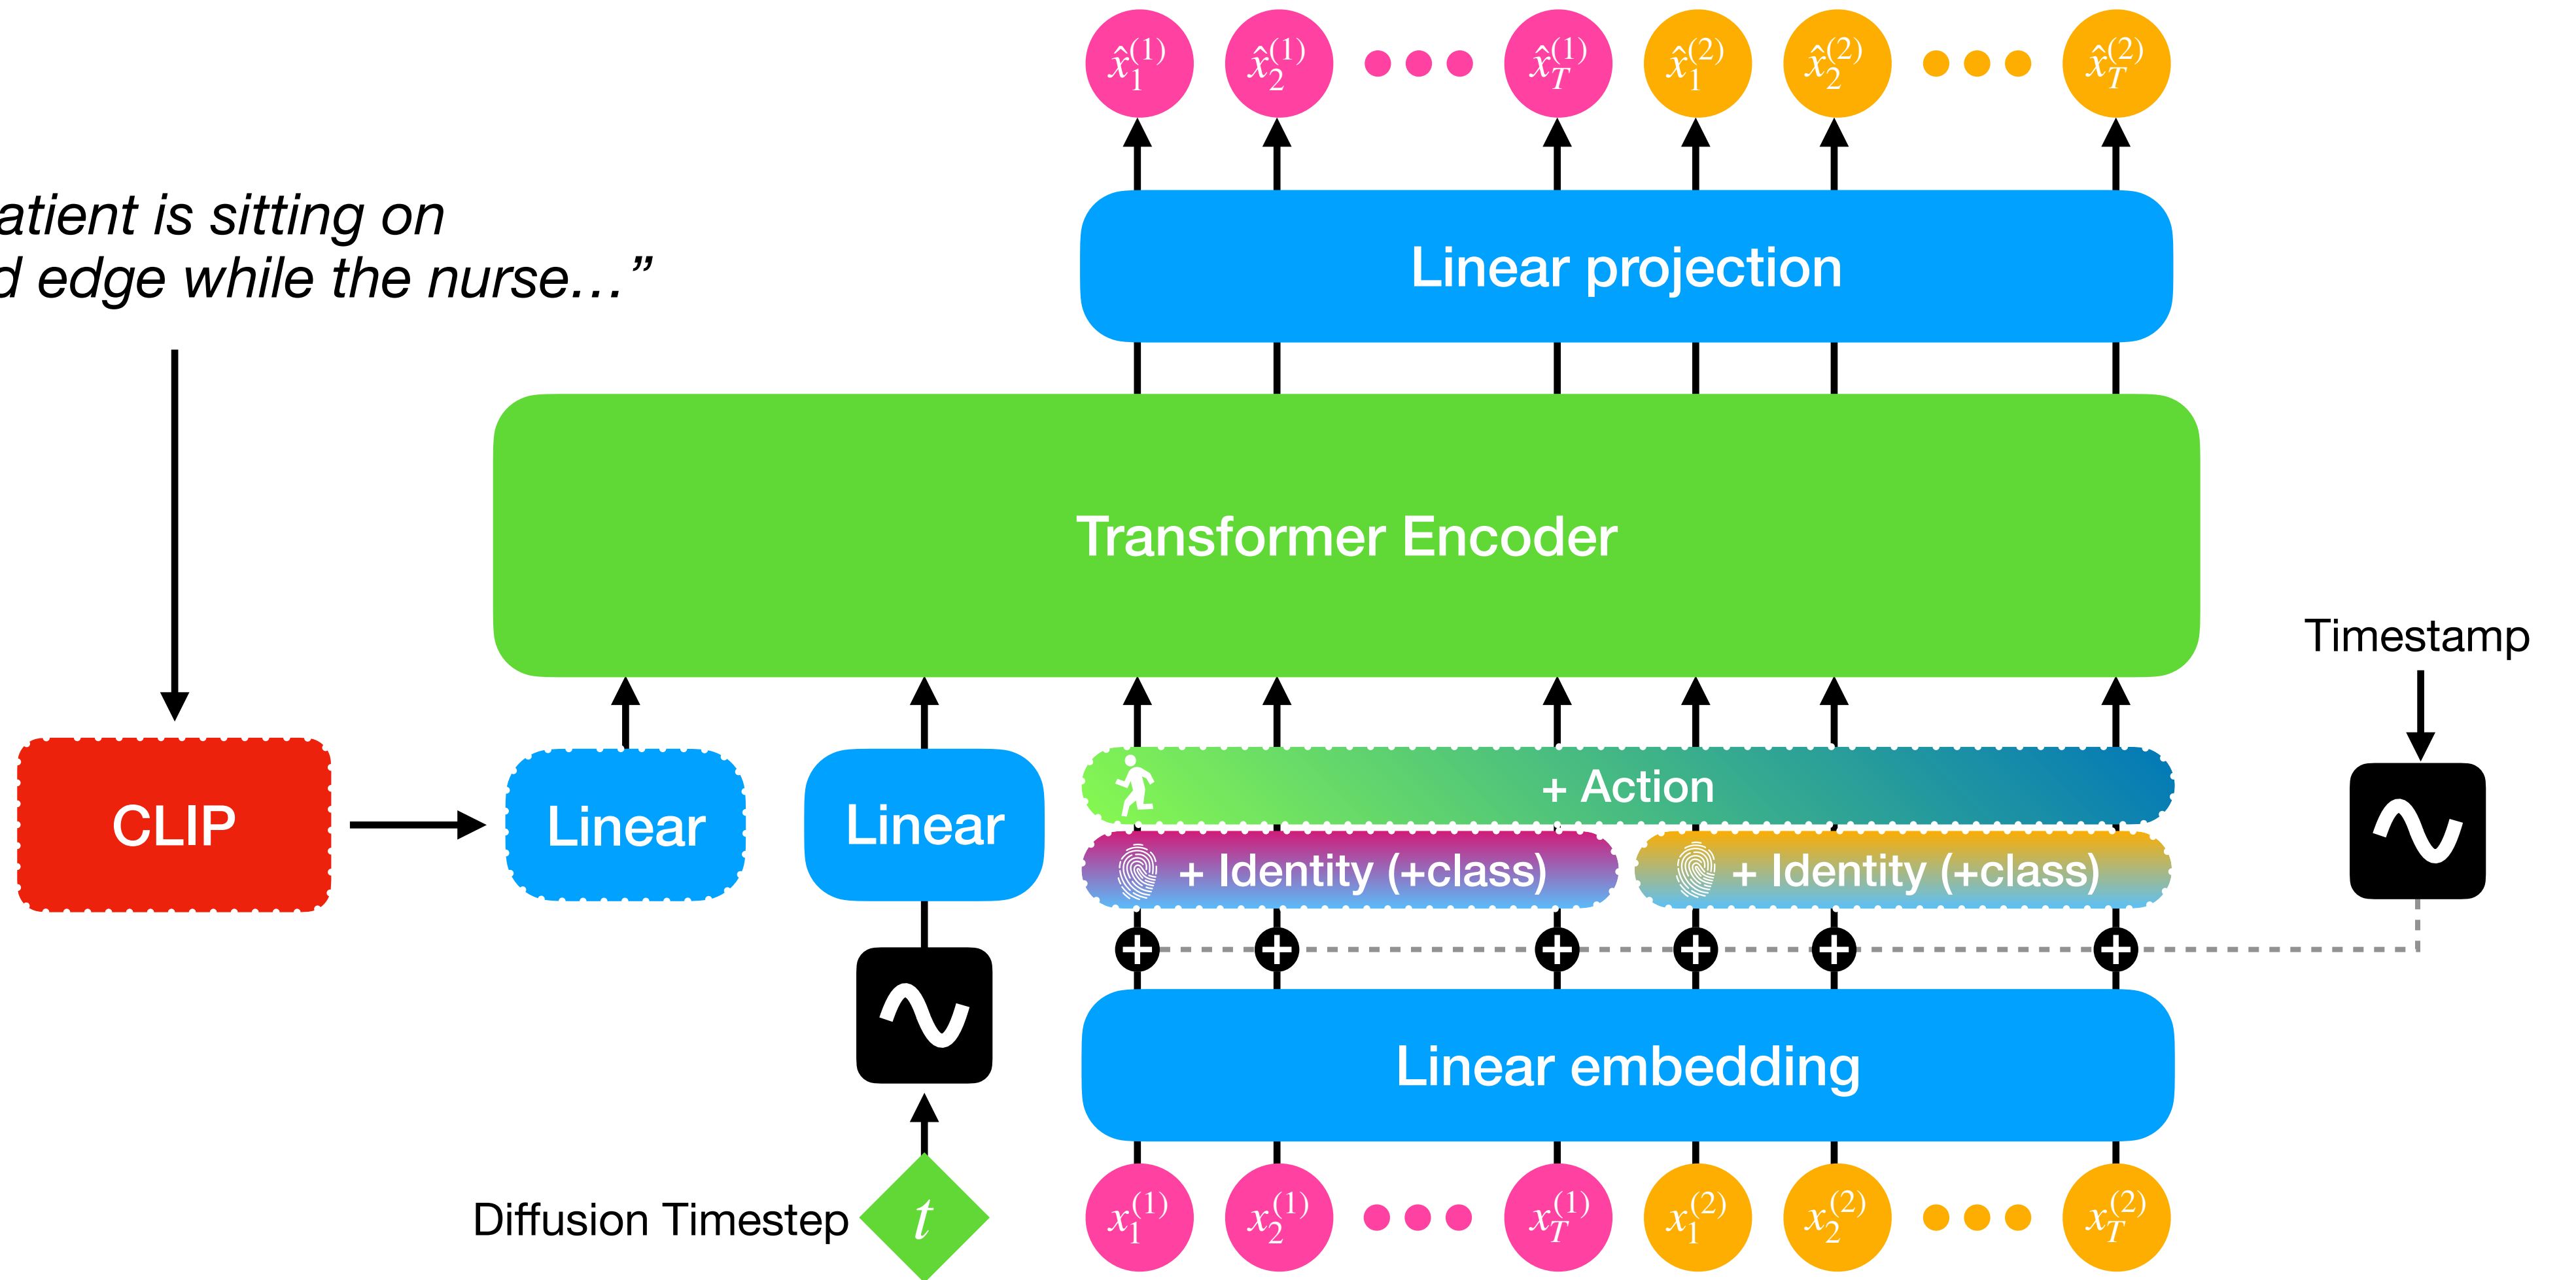 x̂₁⁽¹⁾ x̂₂⁽¹⁾ x̂_T⁽¹⁾ x̂₁⁽²⁾ x̂₂⁽²⁾ x̂_T⁽²⁾
is sitting on
edge while the nurse…”
Linear projection
Transformer Encoder
Timestamp
CLIP
Linear
Linear
+ Action
+ Identity (+class)
+ Identity (+class)
Linear embedding
Diffusion Timestep
t
x₁⁽¹⁾ x₂⁽¹⁾ x_T⁽¹⁾ x₁⁽²⁾ x₂⁽²⁾ x_T⁽²⁾